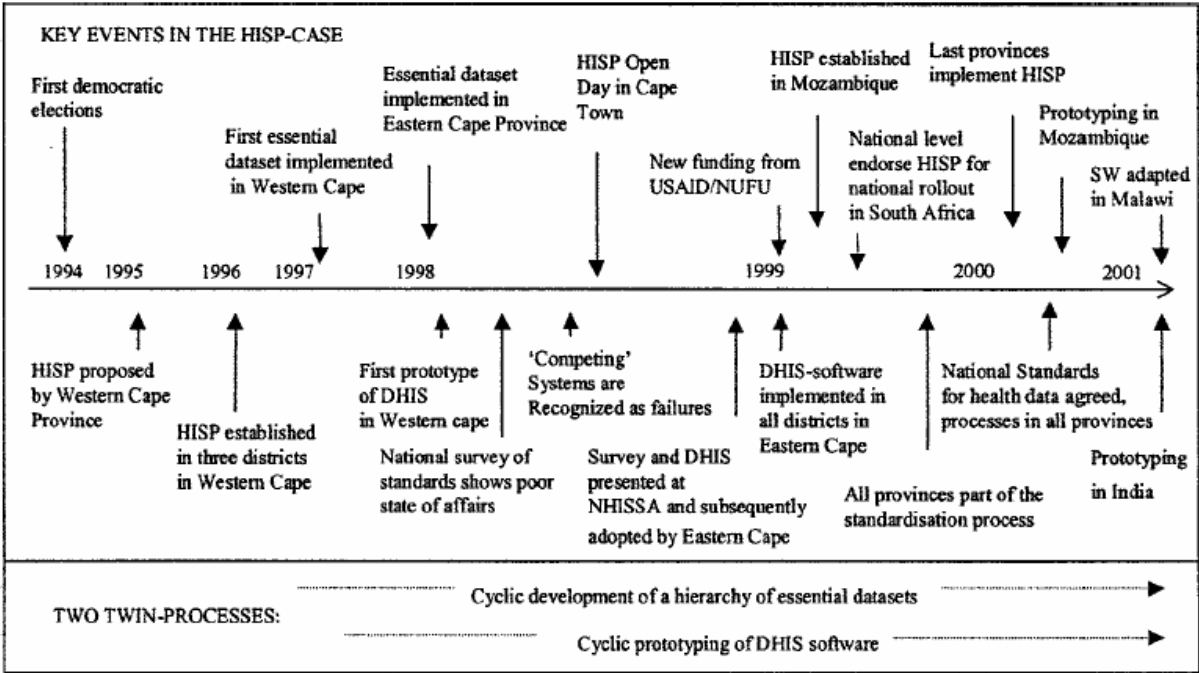 KEY EVENTS IN THE HISP-CASE
First democratic
elections
First essential
dataset implemented
in Western Cape
Essential dataset
implemented in
Eastern Cape Province
HISP Open
Day in Cape
Town
New funding from
USAID/NUFU
HISP established
in Mozambique
National level
endorse HISP for
national rollout
in South Africa
Last provinces
implement HISP
Prototyping in
Mozambique
SW adapted
in Malawi
1994 1995 1996 1997 1998 1999 2000 2001
HISP proposed
by Western Cape
Province
HISP established
in three districts
in Western Cape
First prototype
of DHIS
in Western cape
National survey of
standards shows poor
state of affairs
'Competing'
Systems are
Recognized as failures
Survey and DHIS
presented at
NHISSA and subsequently
adopted by Eastern Cape
DHIS-software
implemented in
all districts in
Eastern Cape
All provinces part of the
standardisation process
National Standards
for health data agreed,
processes in all provinces
Prototyping
in India
TWO TWIN-PROCESSES:
Cyclic development of a hierarchy of essential datasets
Cyclic prototyping of DHIS software